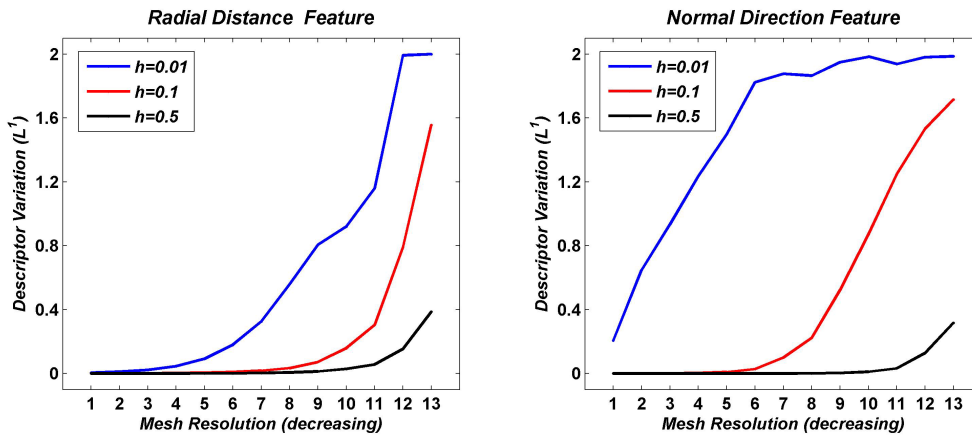 Radial Distance Feature
Descriptor Variation (L¹)
2
1.6
1.2
0.8
0.4
0
h=0.01
h=0.1
h=0.5
1 2 3 4 5 6 7 8 9 10 11 12 13
Mesh Resolution (decreasing)
Normal Direction Feature
Descriptor Variation (L¹)
2
1.6
1.2
0.8
0.4
0
h=0.01
h=0.1
h=0.5
1 2 3 4 5 6 7 8 9 10 11 12 13
Mesh Resolution (decreasing)